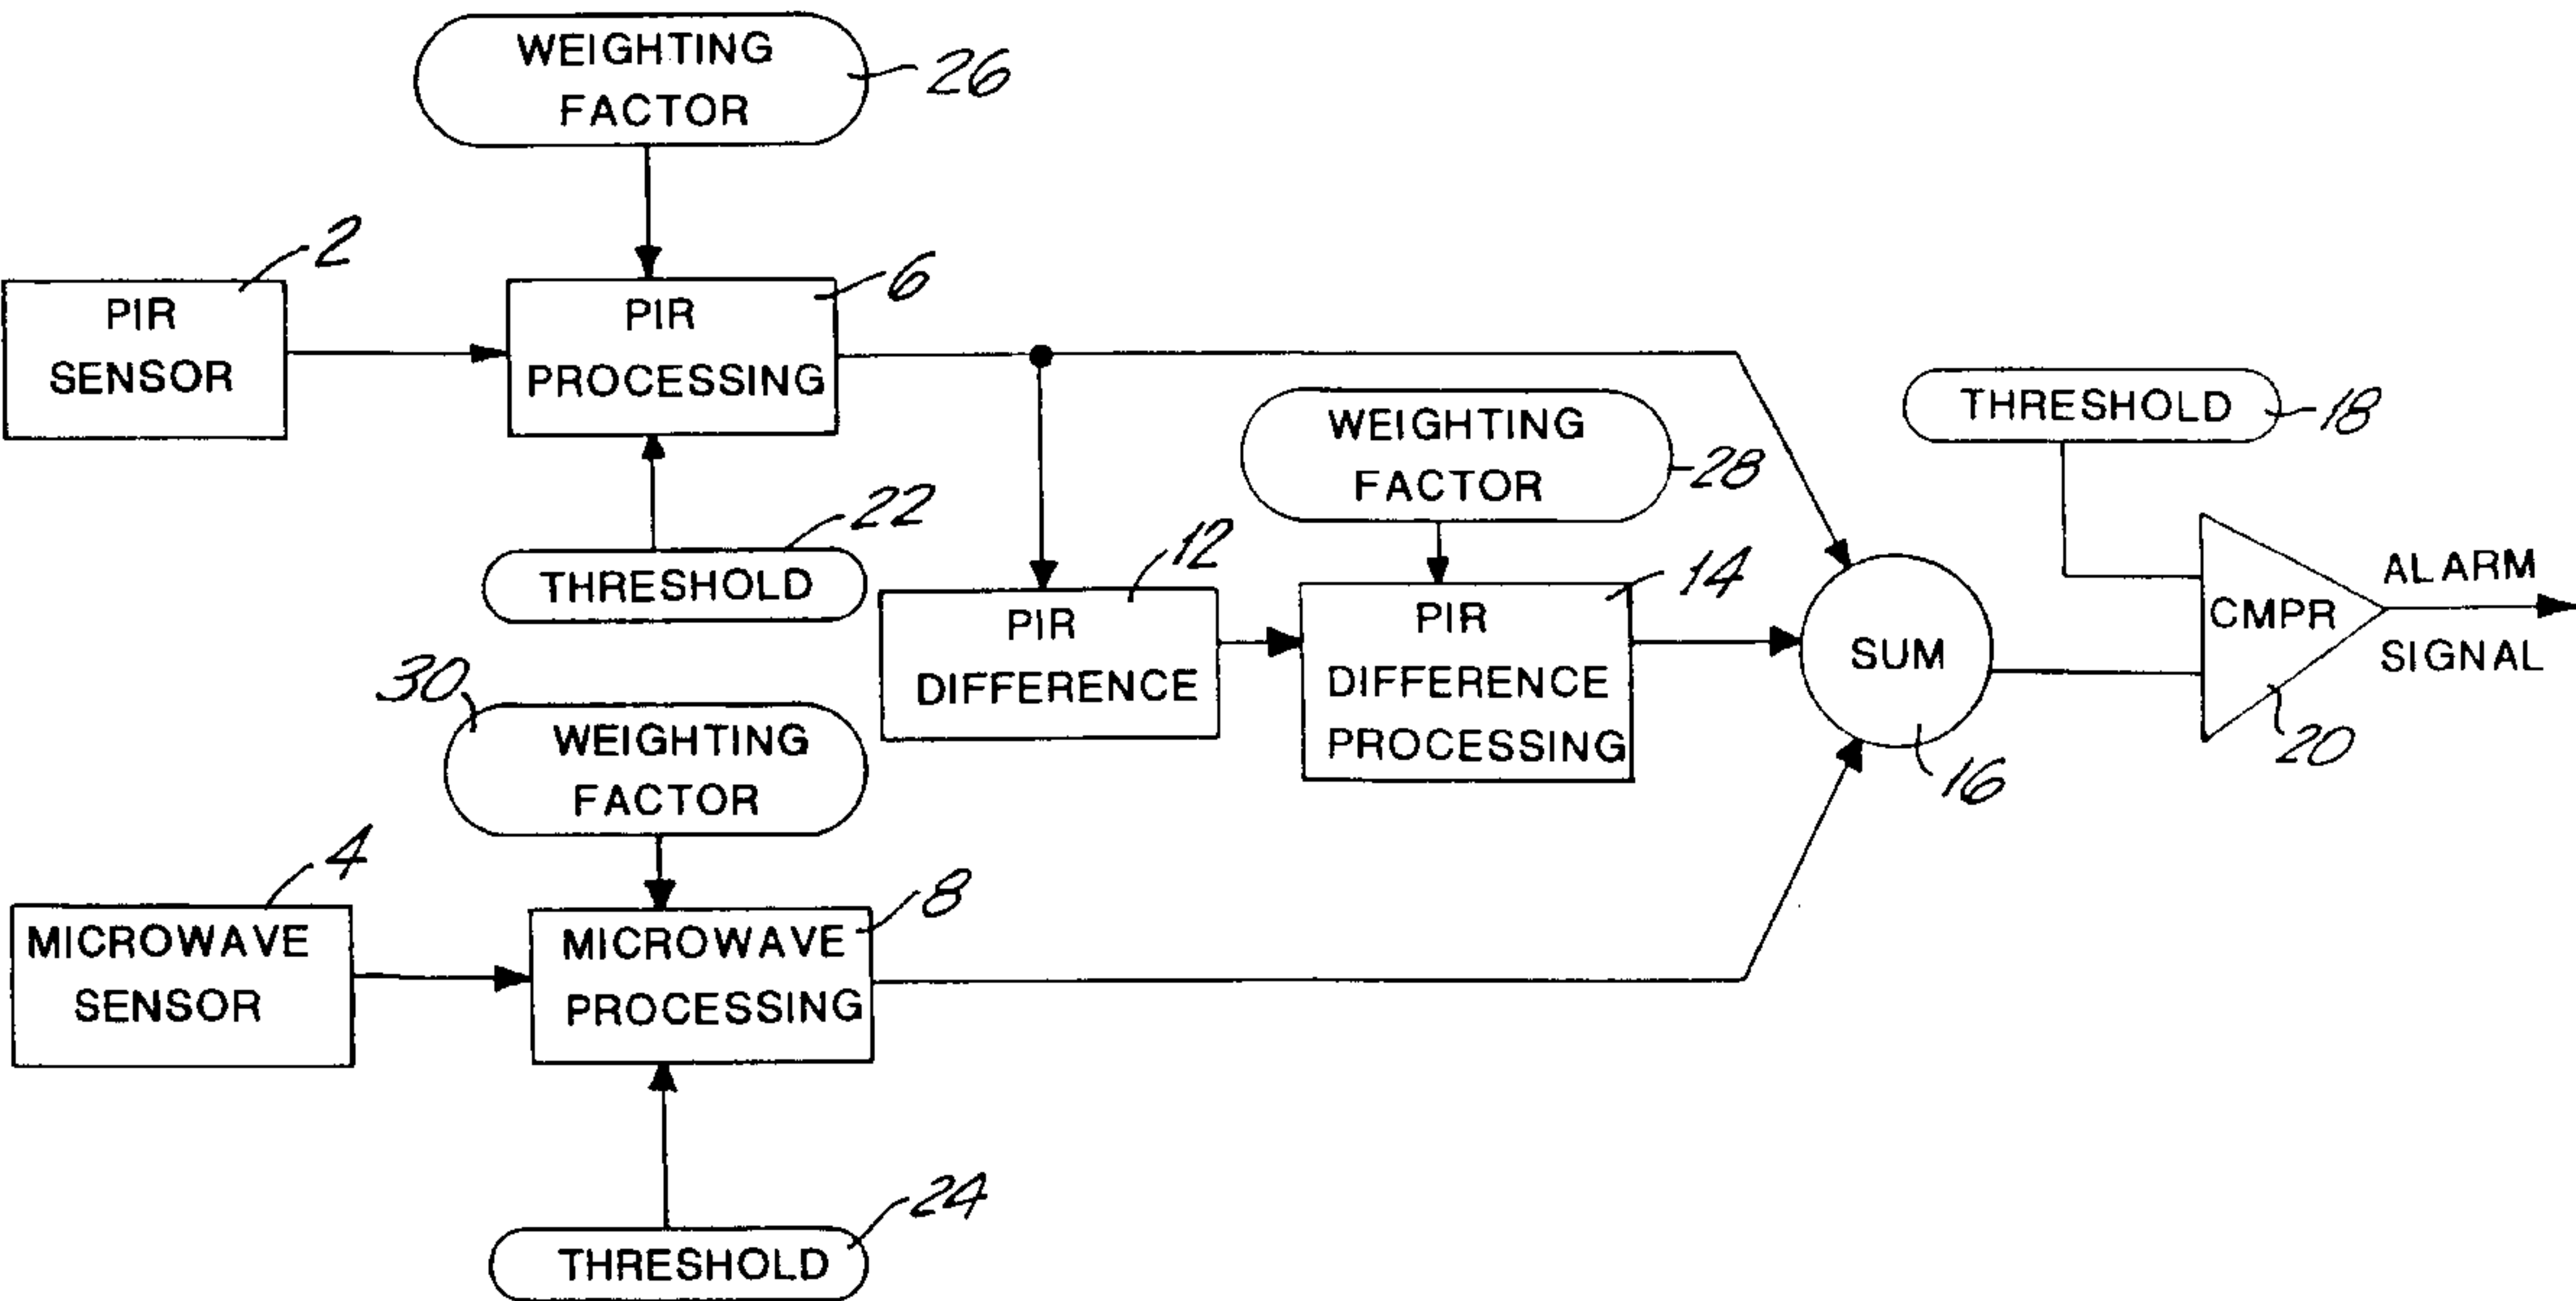 WEIGHTING
FACTOR
26
2
PIR
SENSOR
PIR
PROCESSING
6
THRESHOLD
22
WEIGHTING
FACTOR
28
THRESHOLD
18
PIR
DIFFERENCE
12
PIR
DIFFERENCE
PROCESSING
14
SUM
16
CMPR
20
ALARM
SIGNAL
30
WEIGHTING
FACTOR
4
MICROWAVE
SENSOR
MICROWAVE
PROCESSING
8
THRESHOLD
24